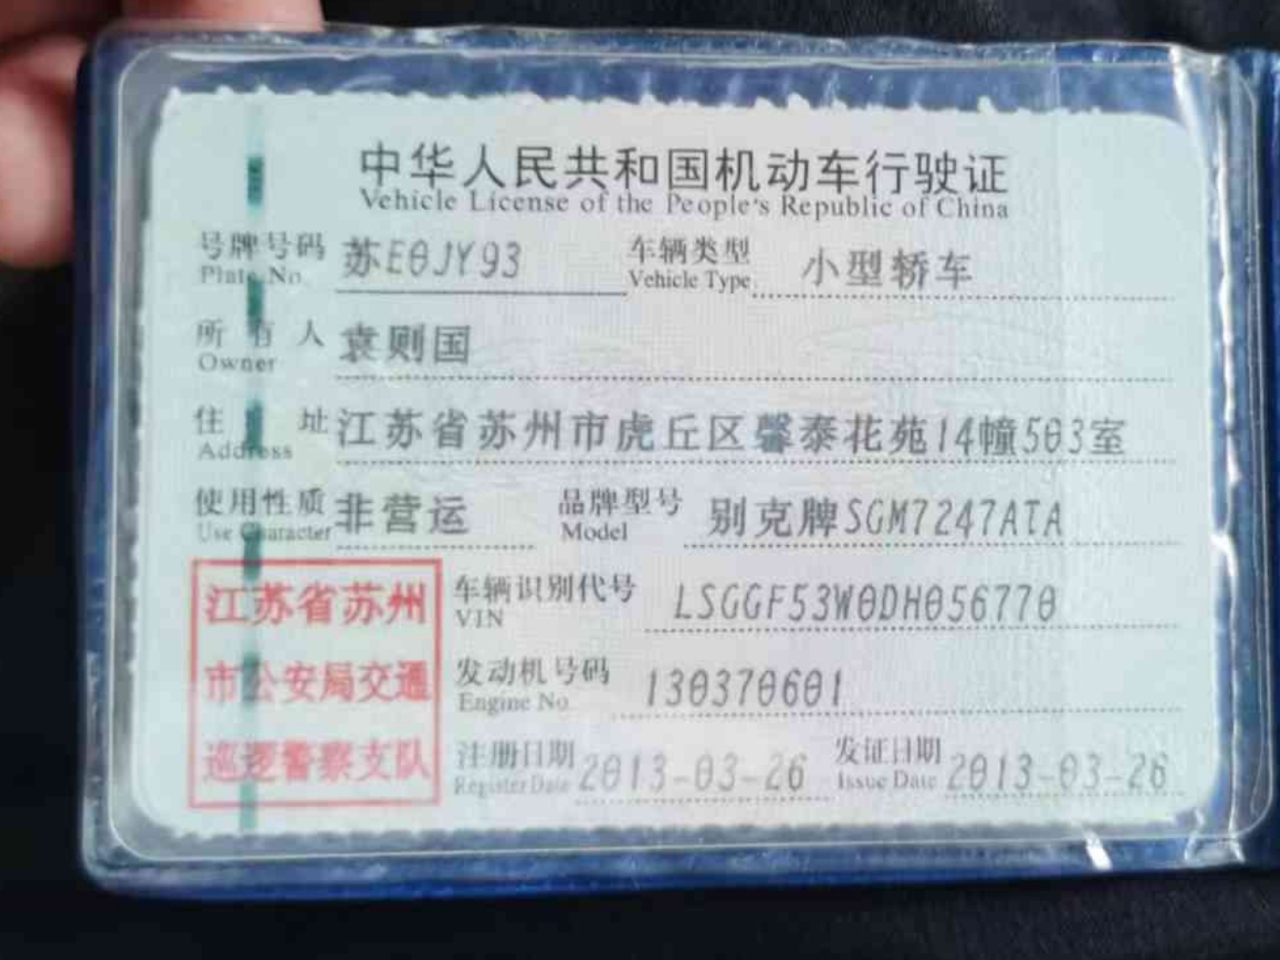 中华人民共和国机动车行驶证
Vehicle License of the People's Republic of China
号牌号码 苏E0JY93 车辆类型 小型轿车
Plate No. Vehicle Type
所有人 袁则国
Owner
住址 江苏省苏州市虎丘区馨泰花苑14幢503室
Address
使用性质 非营运 品牌型号 别克牌SGM7247ATA
Use Character Model
江苏省苏州
市公安局交通
巡逻警察支队
车辆识别代号 LSGGF53W0DH056770
VIN
发动机号码 130370601
Engine No.
注册日期 2013-03-26 发证日期 2013-03-26
Register Date Issue Date